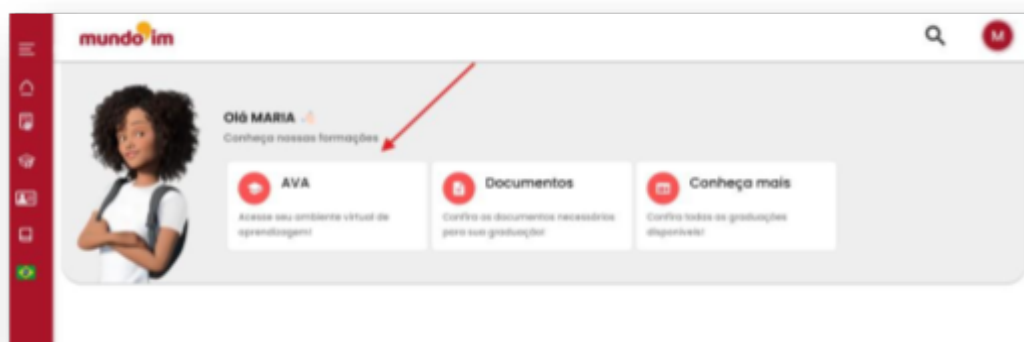 mundo im
M
Olá MARIA
Conheça nossas formações
AVA
Acesse seu ambiente virtual de
aprendizagem!
Documentos
Confira os documentos necessários
para sua graduação!
Conheça mais
Confira todas as graduações
disponíveis!